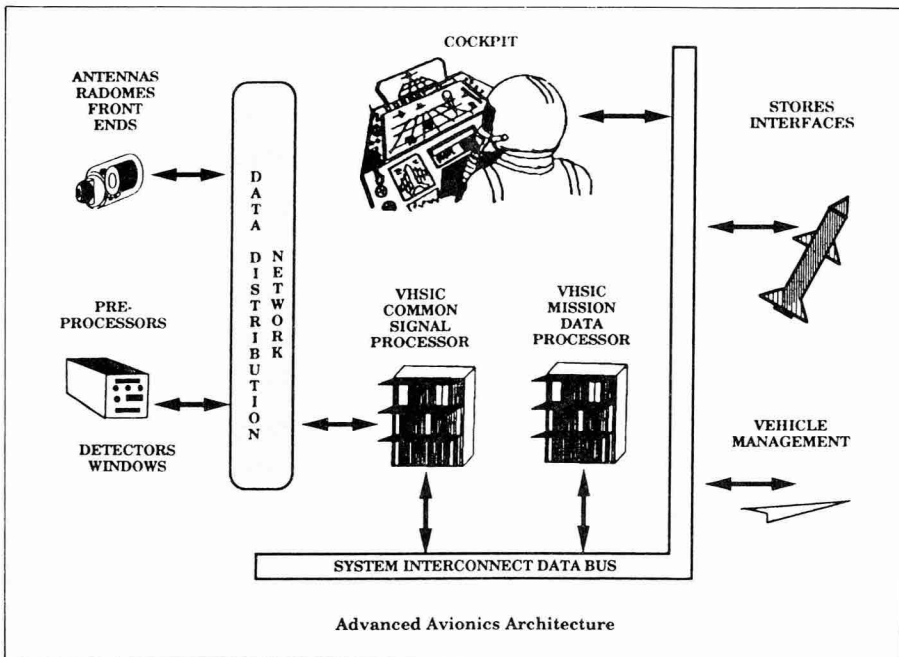 COCKPIT
ANTENNAS
RADOMES
FRONT
ENDS
STORES
INTERFACES
DATA DISTRIBUTION
NETWORK
PRE-
PROCESSORS
VHSIC
COMMON
SIGNAL
PROCESSOR
VHSIC
MISSION
DATA
PROCESSOR
DETECTORS
WINDOWS
VEHICLE
MANAGEMENT
SYSTEM INTERCONNECT DATA BUS
Advanced Avionics Architecture